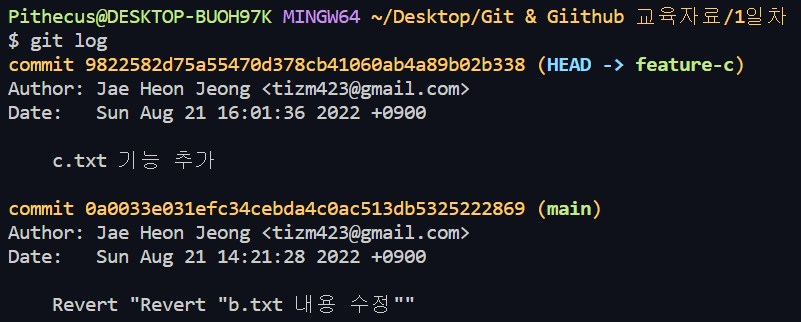 Pithecus@DESKTOP-BUOH97K MINGW64 ~/Desktop/Git & Giithub 교육자료/1일차
$ git log
commit 9822582d75a55470d378cb41060ab4a89b02b338 (HEAD -> feature-c)
Author: Jae Heon Jeong <tizm423@gmail.com>
Date:   Sun Aug 21 16:01:36 2022 +0900
    c.txt 기능 추가
commit 0a0033e031efc34cebda4c0ac513db5325222869 (main)
Author: Jae Heon Jeong <tizm423@gmail.com>
Date:   Sun Aug 21 14:21:28 2022 +0900
    Revert "Revert "b.txt 내용 수정""